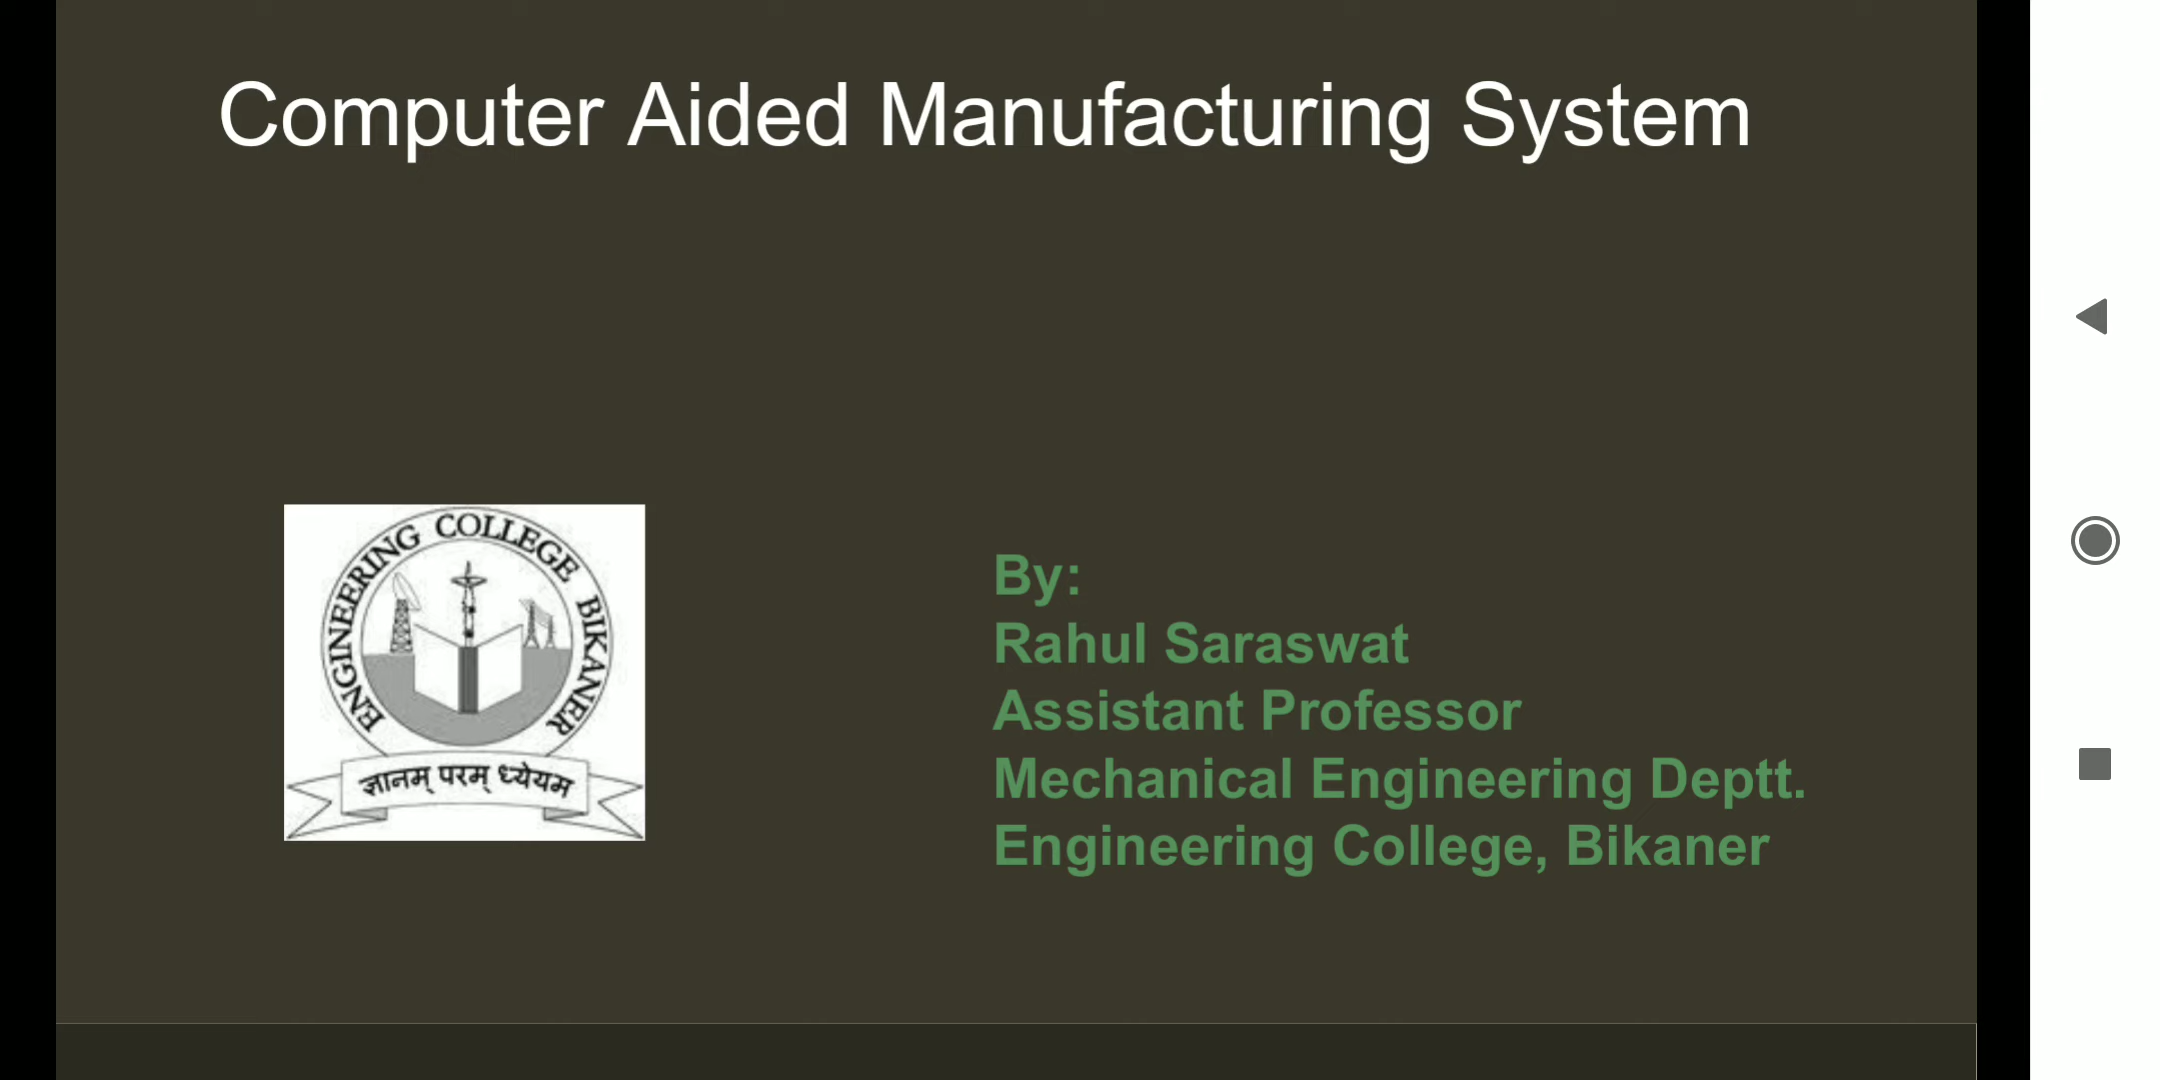 Computer Aided Manufacturing System
ENGINEERING COLLEGE BIKANER
ज्ञानम् परम् ध्येयम
By:
Rahul Saraswat
Assistant Professor
Mechanical Engineering Deptt.
Engineering College, Bikaner